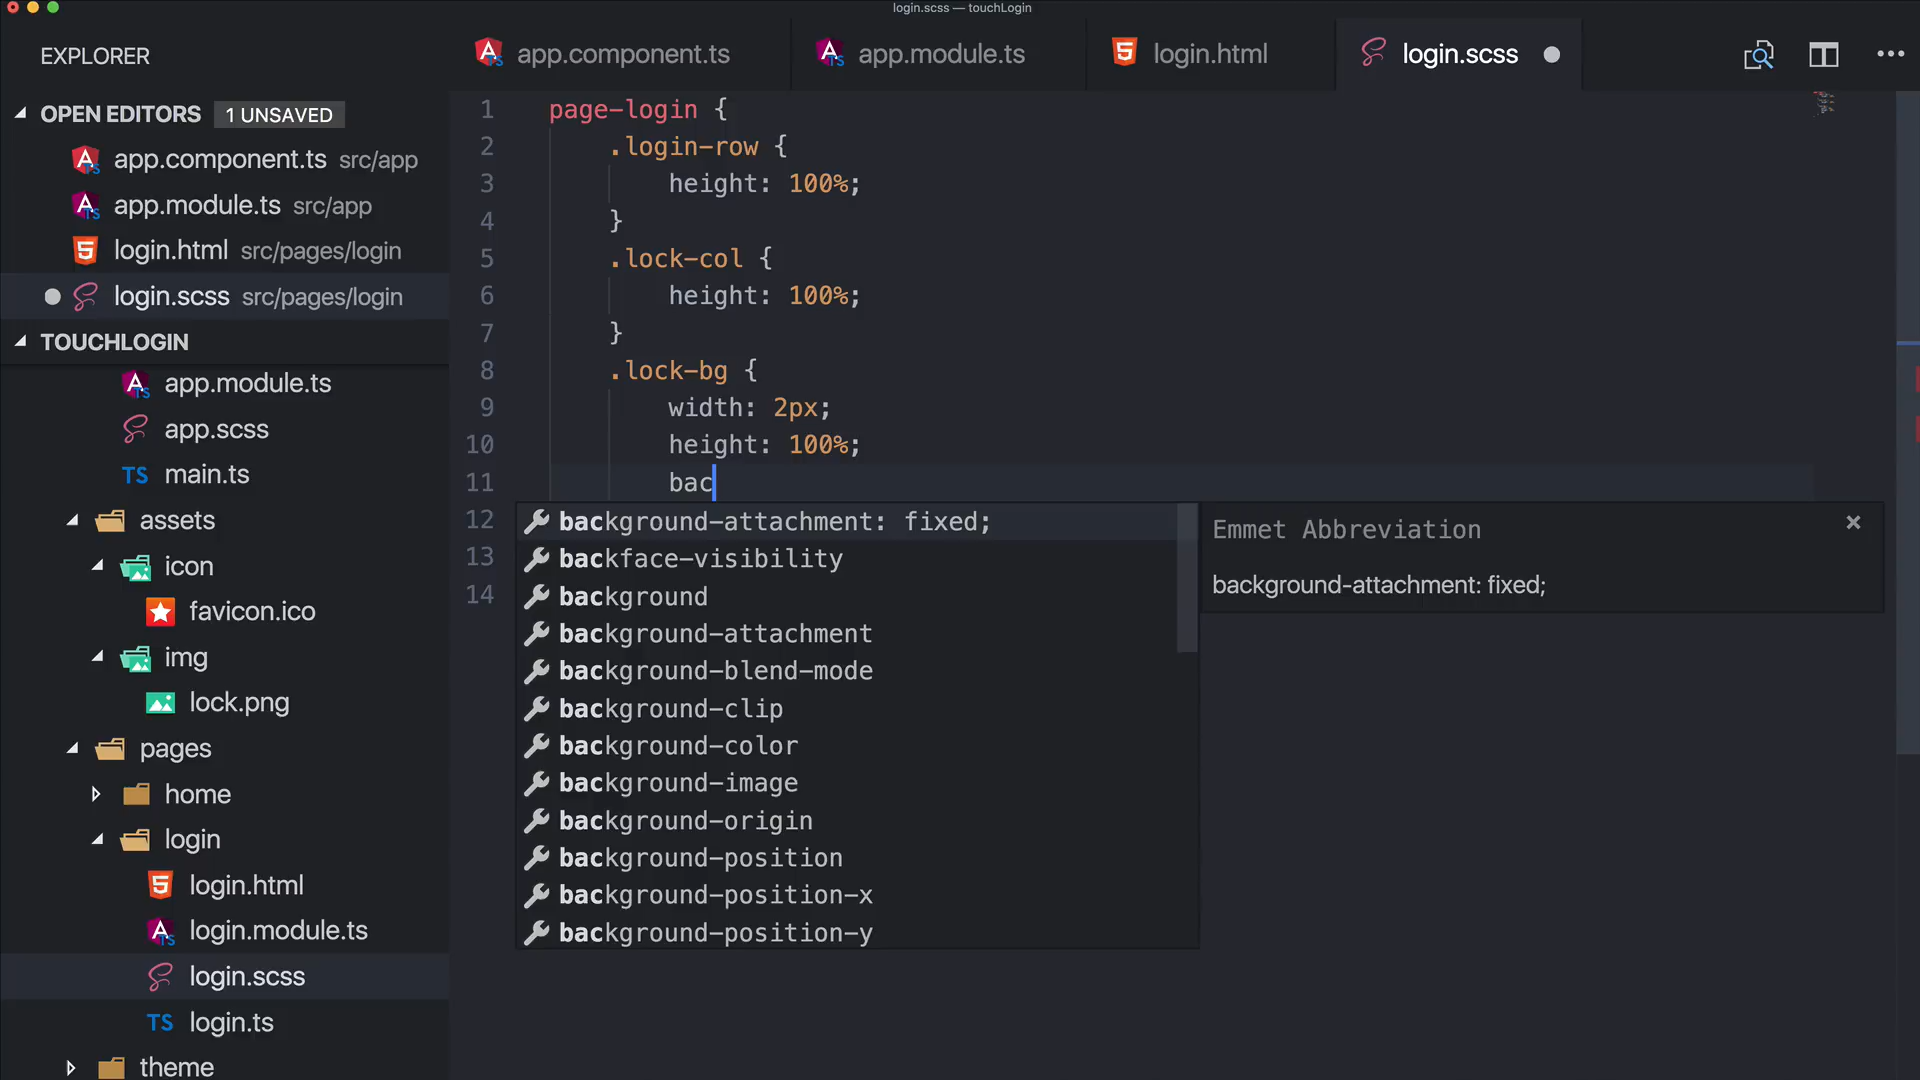 login.scss — touchLogin
EXPLORER
OPEN EDITORS 1 UNSAVED
app.component.ts src/app
app.module.ts src/app
login.html src/pages/login
login.scss src/pages/login
TOUCHLOGIN
app.module.ts
app.scss
TS main.ts
assets
icon
favicon.ico
img
lock.png
pages
home
login
login.html
login.module.ts
login.scss
TS login.ts
theme
app.component.ts
app.module.ts
login.html
login.scss
1 page-login {
2 .login-row {
3 height: 100%;
4 }
5 .lock-col {
6 height: 100%;
7 }
8 .lock-bg {
9 width: 2px;
10 height: 100%;
11 bac
12
13
14
background-attachment: fixed;
backface-visibility
background
background-attachment
background-blend-mode
background-clip
background-color
background-image
background-origin
background-position
background-position-x
background-position-y
Emmet Abbreviation
background-attachment: fixed;